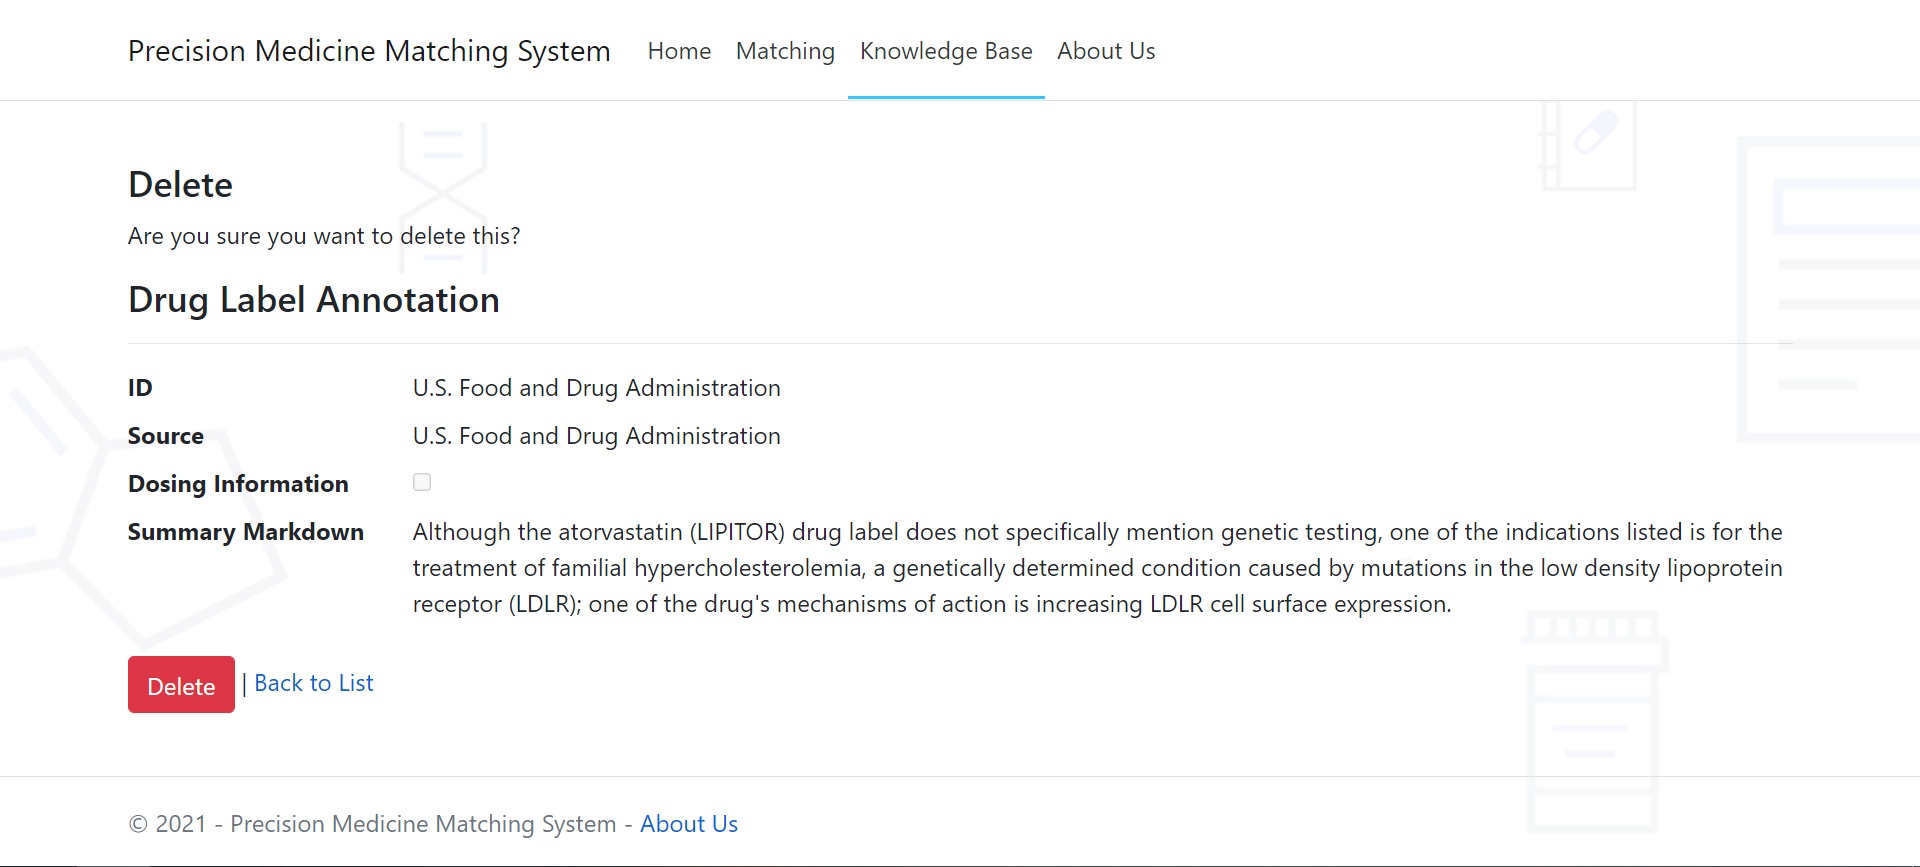 Precision Medicine Matching System Home Matching Knowledge Base About Us
Delete
Are you sure you want to delete this?
Drug Label Annotation
ID U.S. Food and Drug Administration
Source U.S. Food and Drug Administration
Dosing Information
Summary Markdown Although the atorvastatin (LIPITOR) drug label does not specifically mention genetic testing, one of the indications listed is for the
treatment of familial hypercholesterolemia, a genetically determined condition caused by mutations in the low density lipoprotein
receptor (LDLR); one of the drug's mechanisms of action is increasing LDLR cell surface expression.
Delete | Back to List
© 2021 - Precision Medicine Matching System - About Us